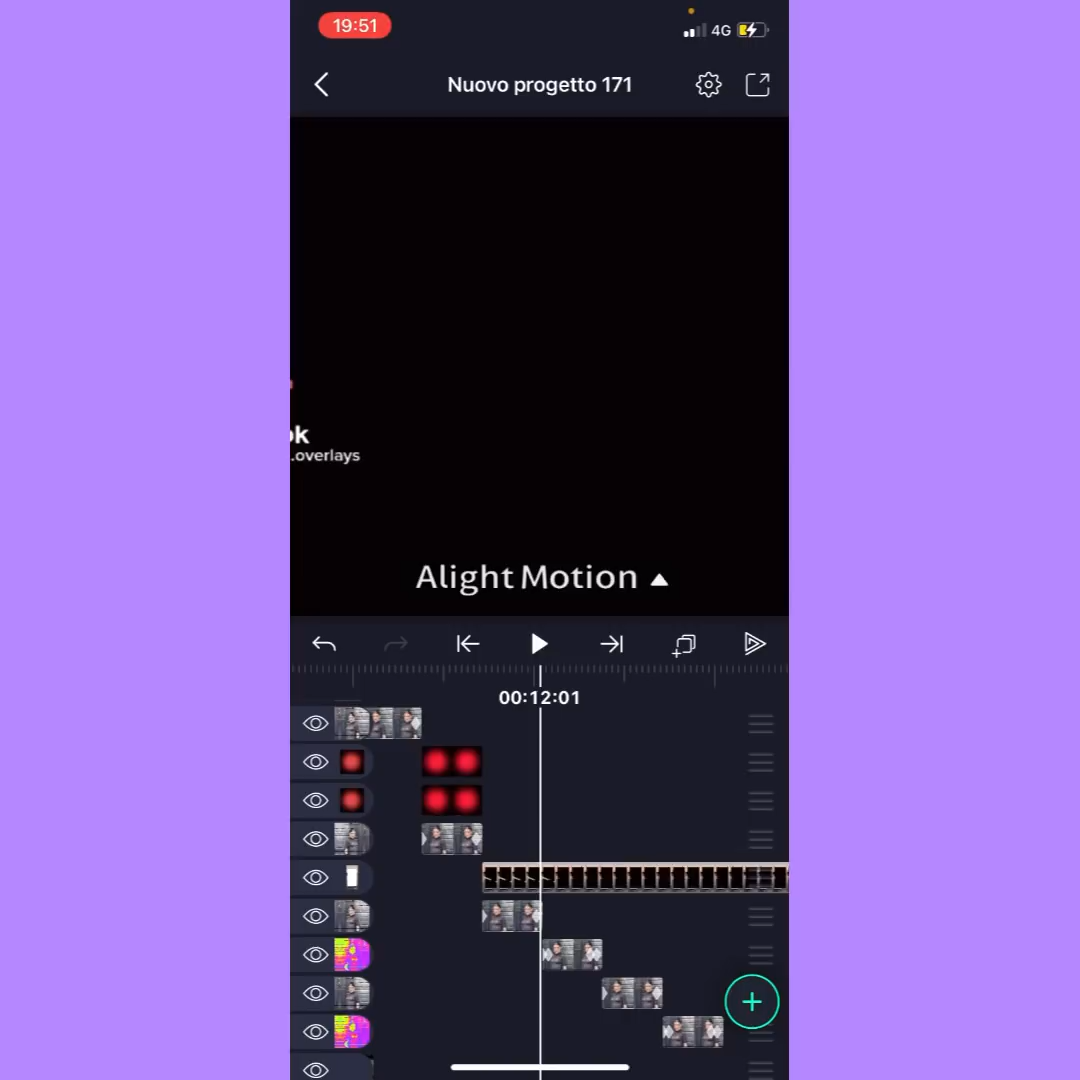 19:51
4G
Nuovo progetto 171
ok
.overlays
Alight Motion
00:12:01